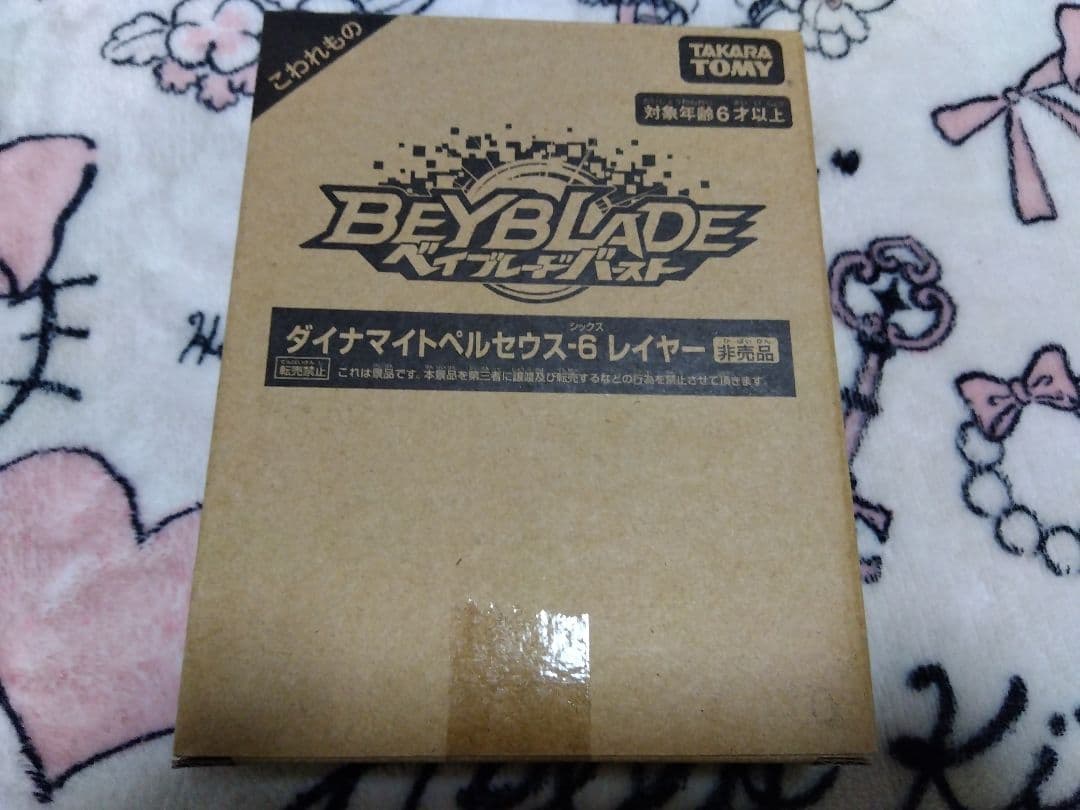 こわれもの
TAKARA
TOMY
対象年齢6才以上
BEYBLADE
ベイブレードバースト
シックス
ダイナマイトペルセウス-6 レイヤー 非売品
転売禁止 これは景品です。本景品を第三者に譲渡及び転売するなどの行為を禁止させて頂きます。